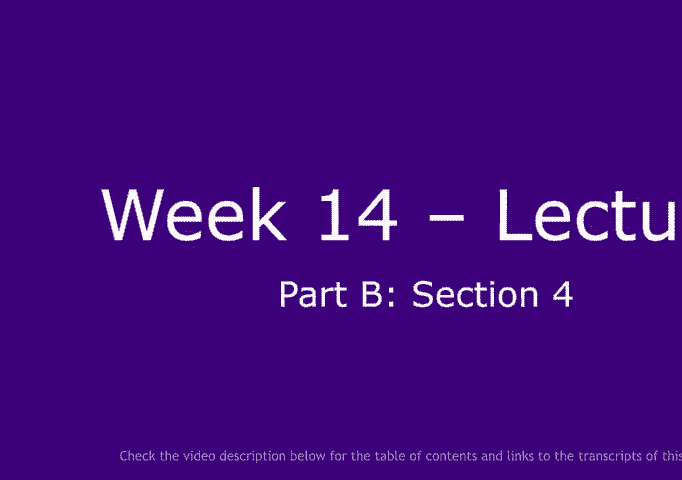 Week 14 – Lectu
Part B: Section 4
Check the video description below for the table of contents and links to the transcripts of this